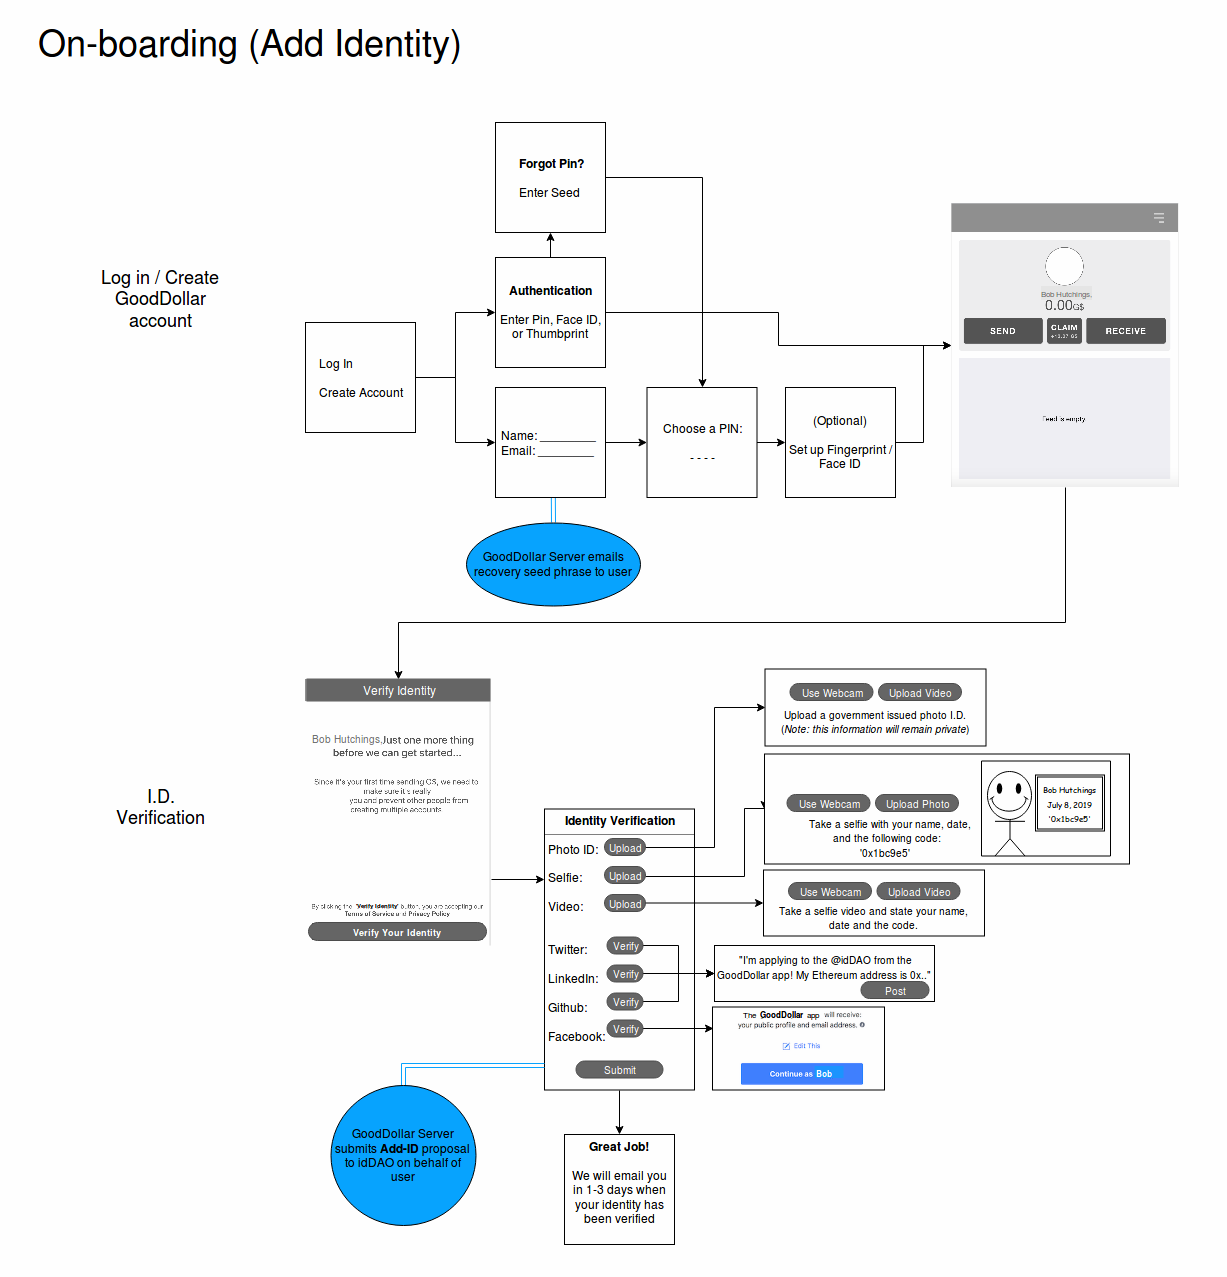 On-boarding (Add Identity)
Forgot Pin?
Enter Seed
Log in / Create
GoodDollar
account
Authentication
Enter Pin, Face ID,
or Thumbprint
Log In
Create Account
Name: ________
Email: ________
Choose a PIN:
- - - -
(Optional)
Set up Fingerprint /
Face ID
Bob Hutchings,
0.00G$
SEND
CLAIM
+13.27 G$
RECEIVE
Feed is empty
GoodDollar Server emails
recovery seed phrase to user
I.D.
Verification
Verify Identity
Bob Hutchings,Just one more thing
before we can get started...
Since it's your first time sending GS, we need to
make sure it's really
you and prevent other people from
creating multiple accounts
By clicking the 'Verify Identity' button, you are accepting our
Terms of Service and Privacy Policy
Verify Your Identity
Identity Verification
Photo ID: Upload
Selfie: Upload
Video: Upload
Twitter: Verify
LinkedIn: Verify
Github: Verify
Facebook: Verify
Submit
Use Webcam Upload Video
Upload a government issued photo I.D.
(Note: this information will remain private)
Use Webcam Upload Photo
Take a selfie with your name, date,
and the following code:
'0x1bc9e5'
Bob Hutchings
July 8, 2019
'0x1bc9e5'
Use Webcam Upload Video
Take a selfie video and state your name,
date and the code.
"I'm applying to the @idDAO from the
GoodDollar app! My Ethereum address is 0x.."
Post
The GoodDollar app will receive:
your public profile and email address.
Edit This
Continue as Bob
GoodDollar Server
submits Add-ID proposal
to idDAO on behalf of
user
Great Job!
We will email you
in 1-3 days when
your identity has
been verified